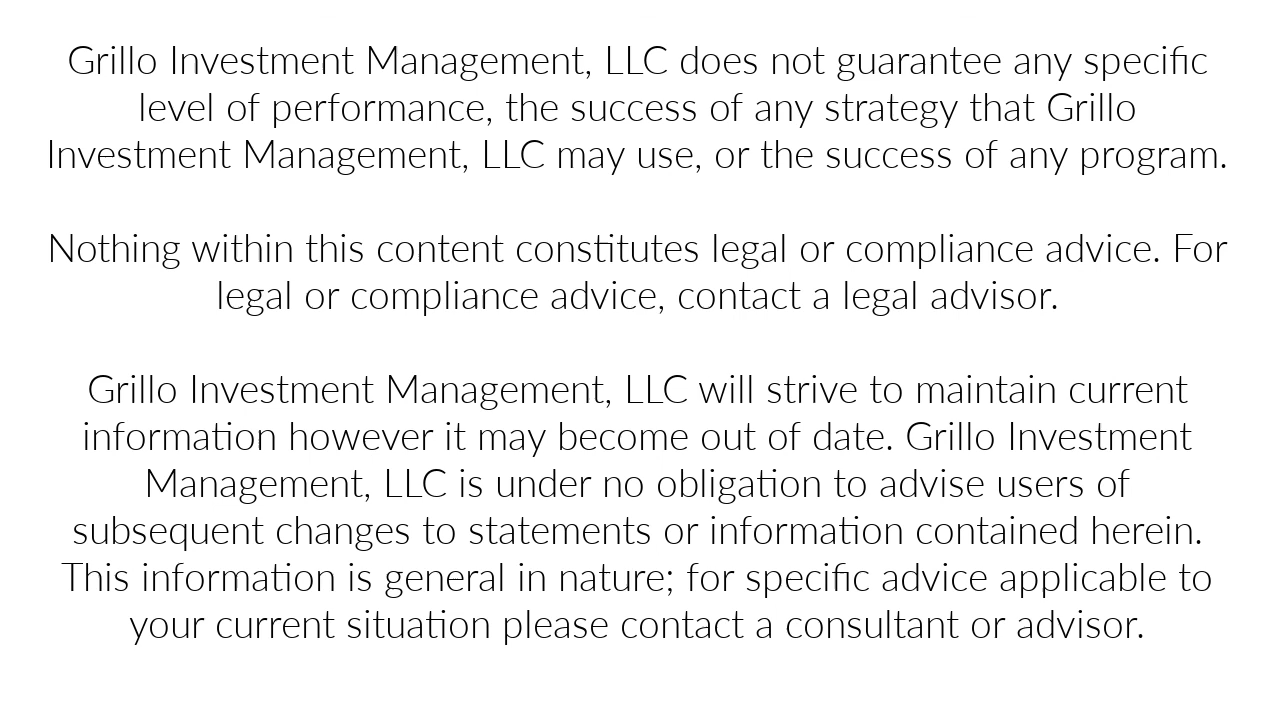 Grillo Investment Management, LLC does not guarantee any specific
level of performance, the success of any strategy that Grillo
Investment Management, LLC may use, or the success of any program.
Nothing within this content constitutes legal or compliance advice. For
legal or compliance advice, contact a legal advisor.
Grillo Investment Management, LLC will strive to maintain current
information however it may become out of date. Grillo Investment
Management, LLC is under no obligation to advise users of
subsequent changes to statements or information contained herein.
This information is general in nature; for specific advice applicable to
your current situation please contact a consultant or advisor.